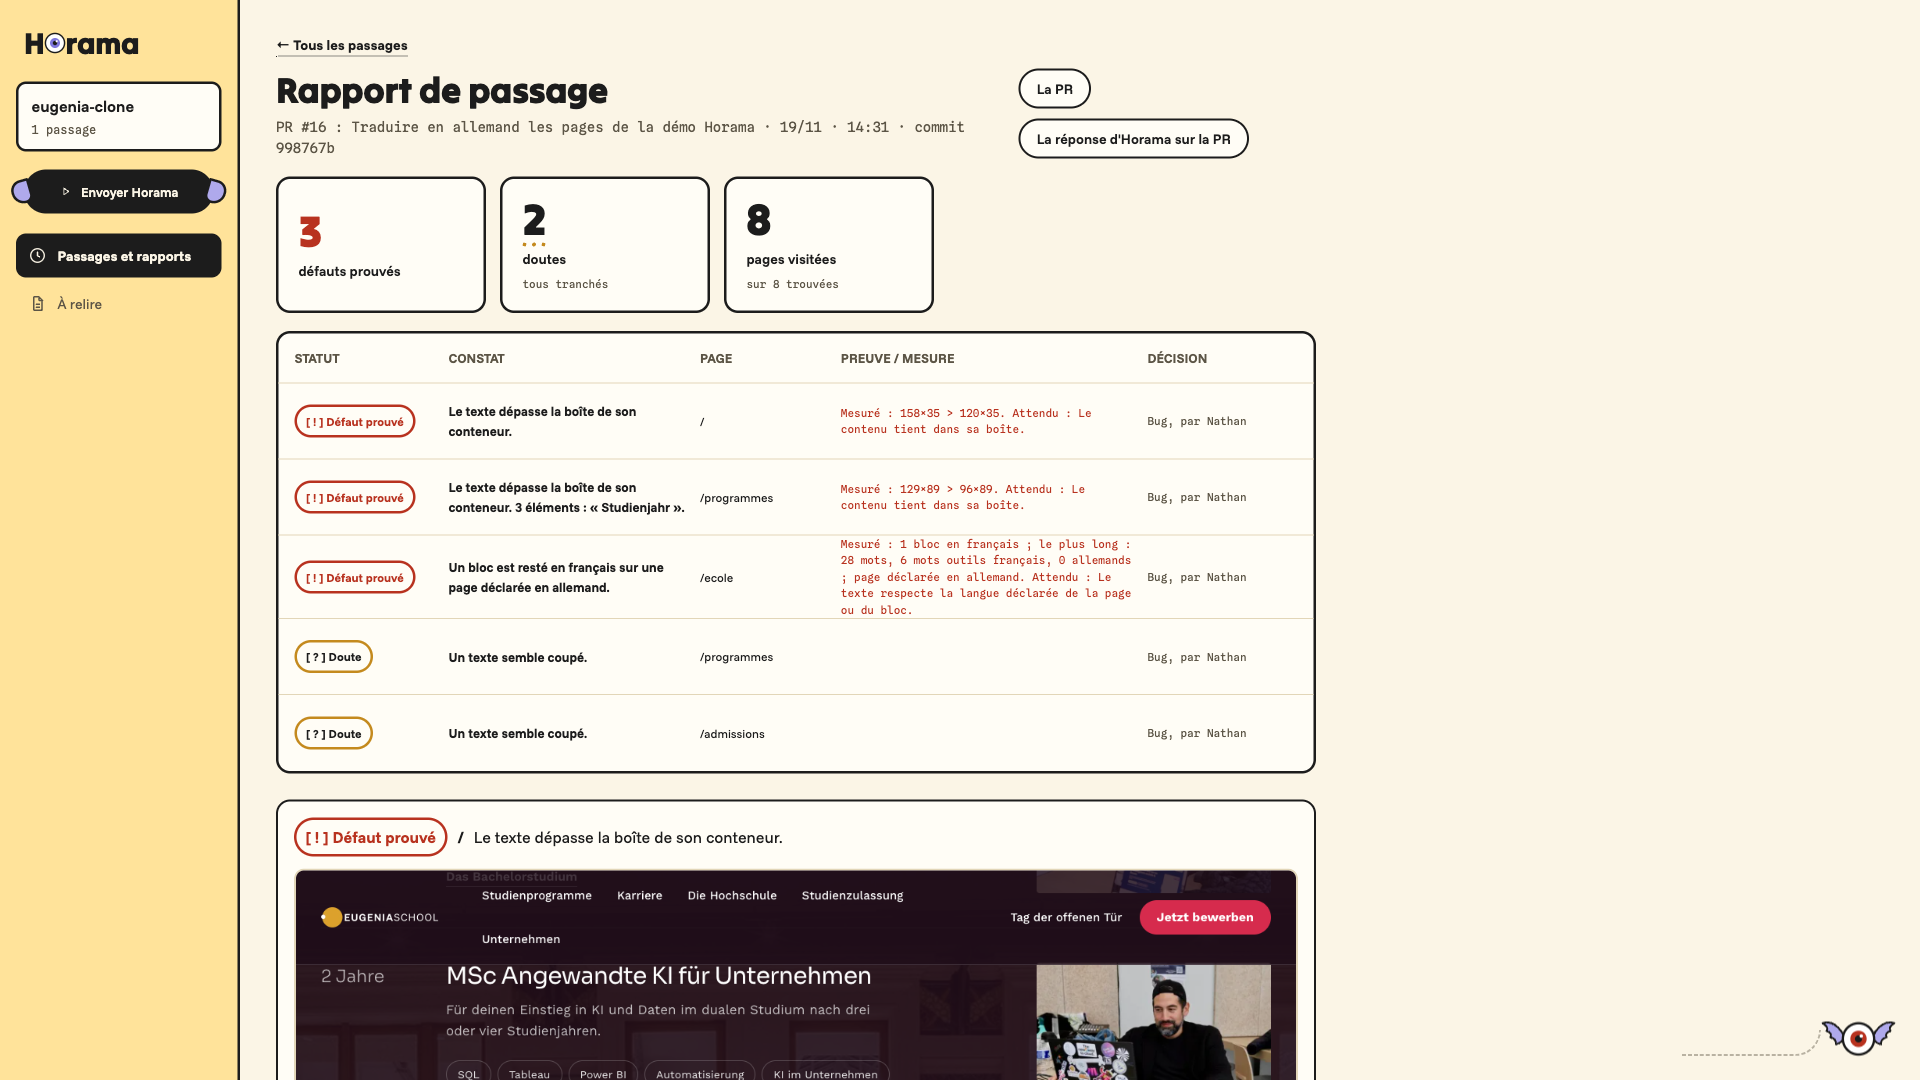 Horama
eugenia-clone
1 passage
Envoyer Horama
Passages et rapports
À relire
← Tous les passages
Rapport de passage
PR #16 : Traduire en allemand les pages de la démo Horama · 19/11 · 14:31 · commit
998767b
La PR
La réponse d'Horama sur la PR
3
défauts prouvés
2
doutes
tous tranchés
8
pages visitées
sur 8 trouvées
STATUT CONSTAT PAGE PREUVE / MESURE DÉCISION
[ ! ] Défaut prouvé
Le texte dépasse la boîte de son
conteneur.
/
Mesuré : 158×35 > 120×35. Attendu : Le
contenu tient dans sa boîte.
Bug, par Nathan
[ ! ] Défaut prouvé
Le texte dépasse la boîte de son
conteneur. 3 éléments : « Studienjahr ».
/programmes
Mesuré : 129×89 > 96×89. Attendu : Le
contenu tient dans sa boîte.
Bug, par Nathan
[ ! ] Défaut prouvé
Un bloc est resté en français sur une
page déclarée en allemand.
/ecole
Mesuré : 1 bloc en français ; le plus long :
28 mots, 6 mots outils français, 0 allemands
; page déclarée en allemand. Attendu : Le
texte respecte la langue déclarée de la page
ou du bloc.
Bug, par Nathan
[ ? ] Doute
Un texte semble coupé.
/programmes
Bug, par Nathan
[ ? ] Doute
Un texte semble coupé.
/admissions
Bug, par Nathan
[ ! ] Défaut prouvé / Le texte dépasse la boîte de son conteneur.
Das Bachelorstudium
Studienprogramme Karriere Die Hochschule Studienzulassung
EUGENIASCHOOL
Tag der offenen Tür
Jetzt bewerben
Unternehmen
2 Jahre
MSc Angewandte KI für Unternehmen
Für deinen Einstieg in KI und Daten im dualen Studium nach drei
oder vier Studienjahren.
SQL Tableau Power BI Automatisierung KI im Unternehmen